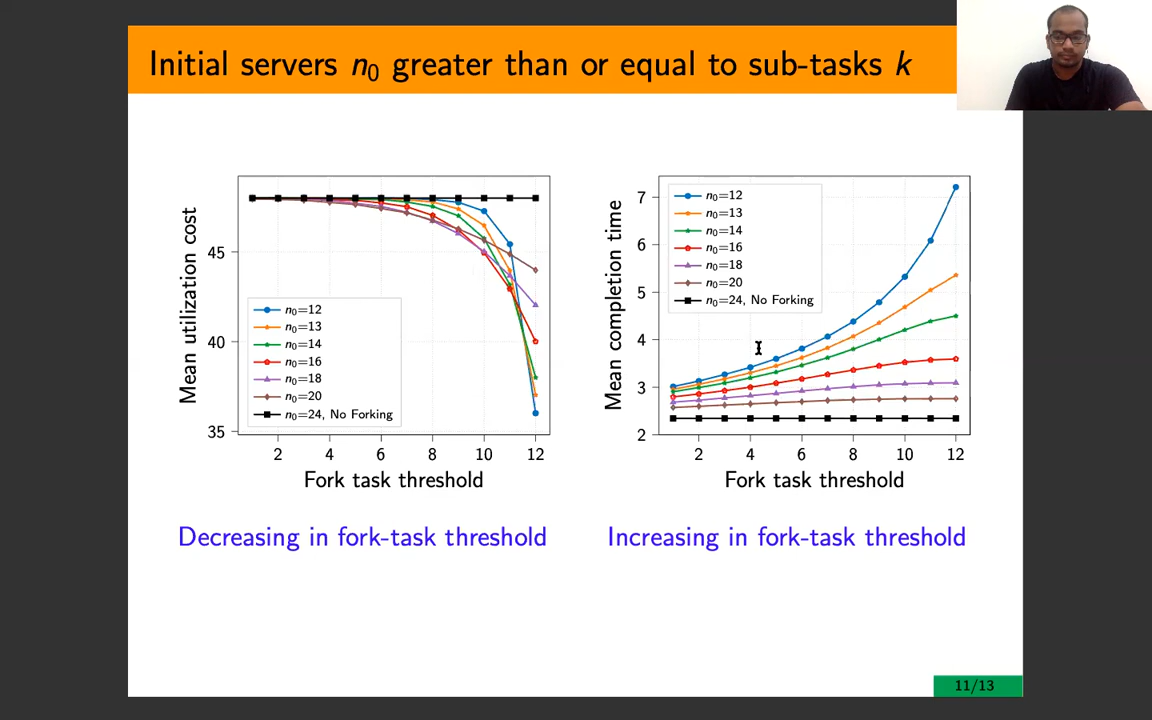 Initial servers n0 greater than or equal to sub-tasks k
Mean utilization cost
45
40
35
n0=12
n0=13
n0=14
n0=16
n0=18
n0=20
n0=24, No Forking
2 4 6 8 10 12
Fork task threshold
Decreasing in fork-task threshold
Mean completion time
7
6
5
4
3
2
n0=12
n0=13
n0=14
n0=16
n0=18
n0=20
n0=24, No Forking
2 4 6 8 10 12
Fork task threshold
Increasing in fork-task threshold
11/13